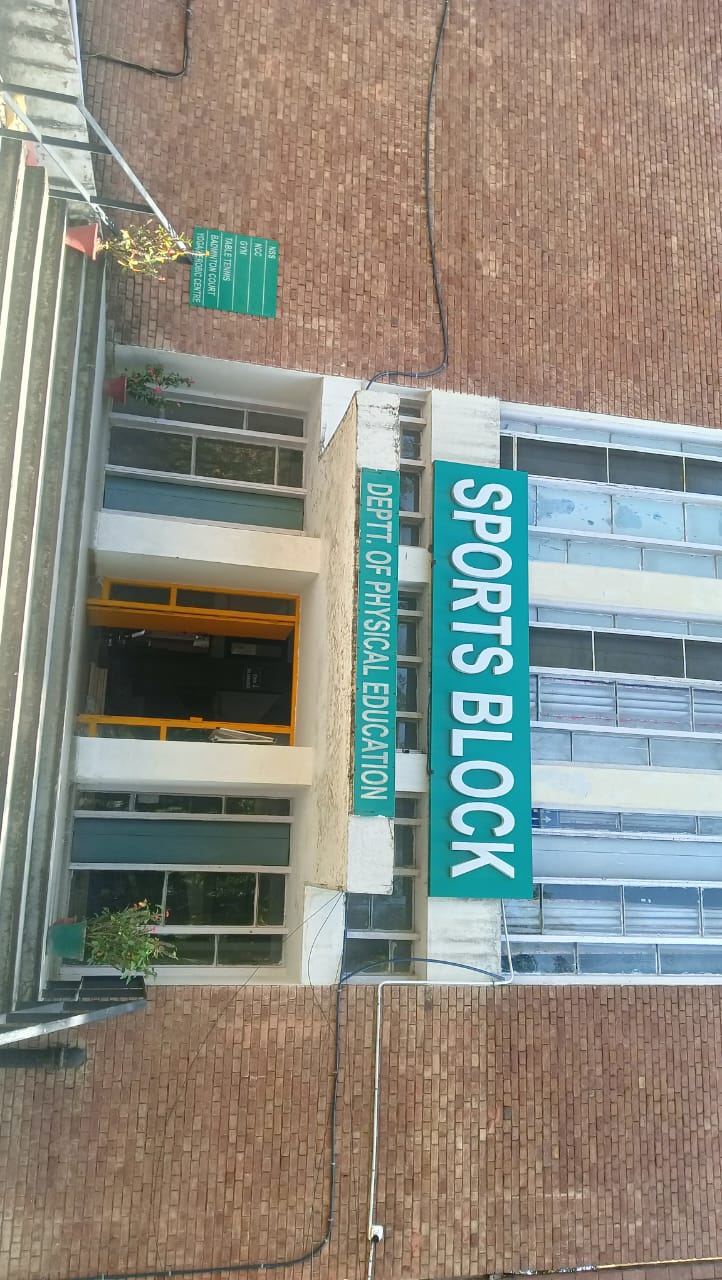 SPORTS BLOCK
DEPTT. OF PHYSICAL EDUCATION
NSS
NCC
GYM
TABLE TENNIS
BADMINTON COURT
YOGA/AEROBIC CENTRE